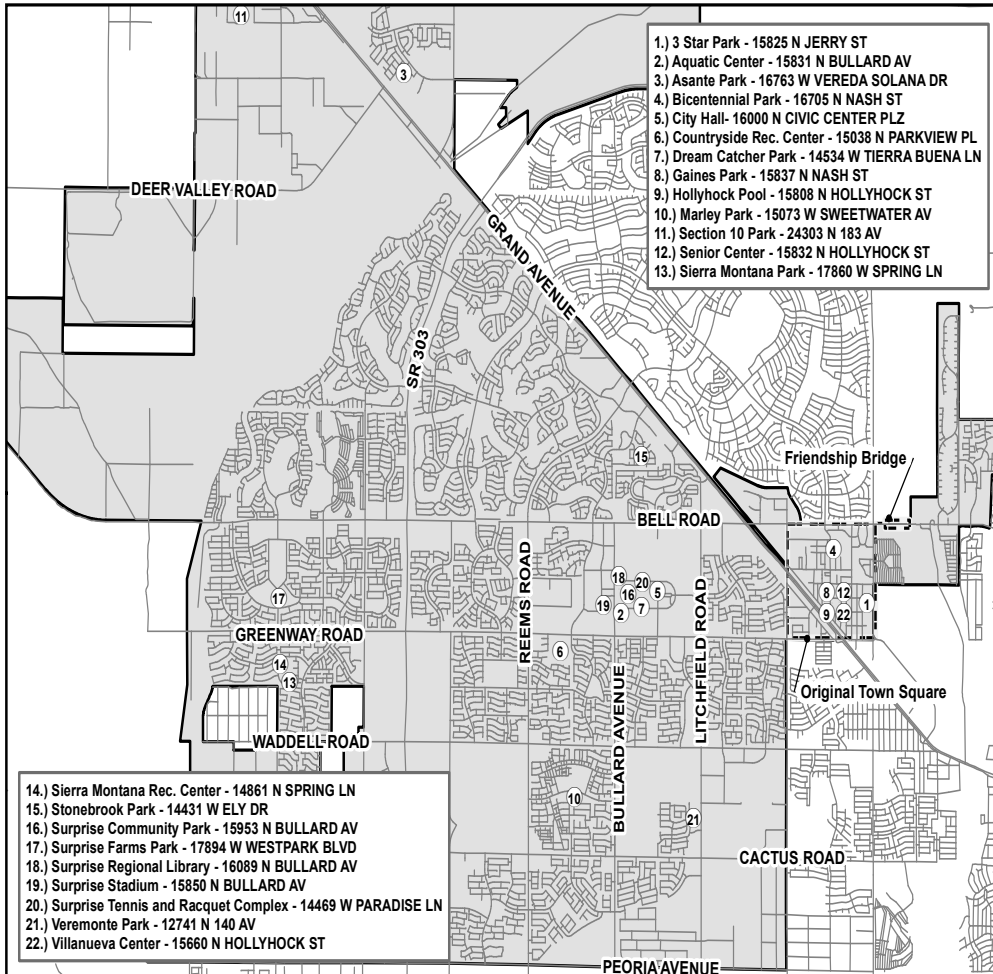 1.) 3 Star Park - 15825 N JERRY ST
2.) Aquatic Center - 15831 N BULLARD AV
3.) Asante Park - 16763 W VEREDA SOLANA DR
4.) Bicentennial Park - 16705 N NASH ST
5.) City Hall- 16000 N CIVIC CENTER PLZ
6.) Countryside Rec. Center - 15038 N PARKVIEW PL
7.) Dream Catcher Park - 14534 W TIERRA BUENA LN
8.) Gaines Park - 15837 N NASH ST
9.) Hollyhock Pool - 15808 N HOLLYHOCK ST
10.) Marley Park - 15073 W SWEETWATER AV
11.) Section 10 Park - 24303 N 183 AV
12.) Senior Center - 15832 N HOLLYHOCK ST
13.) Sierra Montana Park - 17860 W SPRING LN
11
3
DEER VALLEY ROAD
GRAND AVENUE
SR 303
15
Friendship Bridge
BELL ROAD
REEMS ROAD
4
18
20
16
5
19
2
7
8
12
9
22
1
17
LITCHFIELD ROAD
GREENWAY ROAD
6
14
13
BULLARD AVENUE
Original Town Square
WADDELL ROAD
10
21
CACTUS ROAD
14.) Sierra Montana Rec. Center - 14861 N SPRING LN
15.) Stonebrook Park - 14431 W ELY DR
16.) Surprise Community Park - 15953 N BULLARD AV
17.) Surprise Farms Park - 17894 W WESTPARK BLVD
18.) Surprise Regional Library - 16089 N BULLARD AV
19.) Surprise Stadium - 15850 N BULLARD AV
20.) Surprise Tennis and Racquet Complex - 14469 W PARADISE LN
21.) Veremonte Park - 12741 N 140 AV
22.) Villanueva Center - 15660 N HOLLYHOCK ST
PEORIA AVENUE